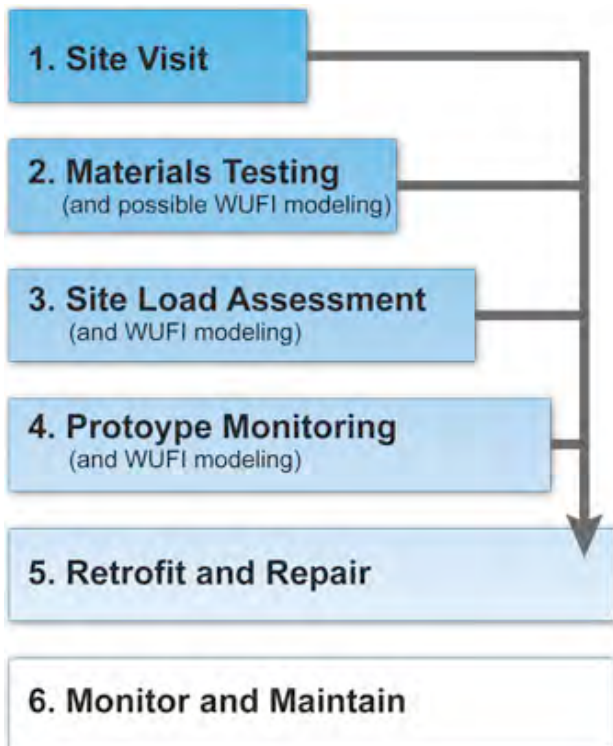 1. Site Visit
2. Materials Testing
(and possible WUFI modeling)
3. Site Load Assessment
(and WUFI modeling)
4. Protoype Monitoring
(and WUFI modeling)
5. Retrofit and Repair
6. Monitor and Maintain